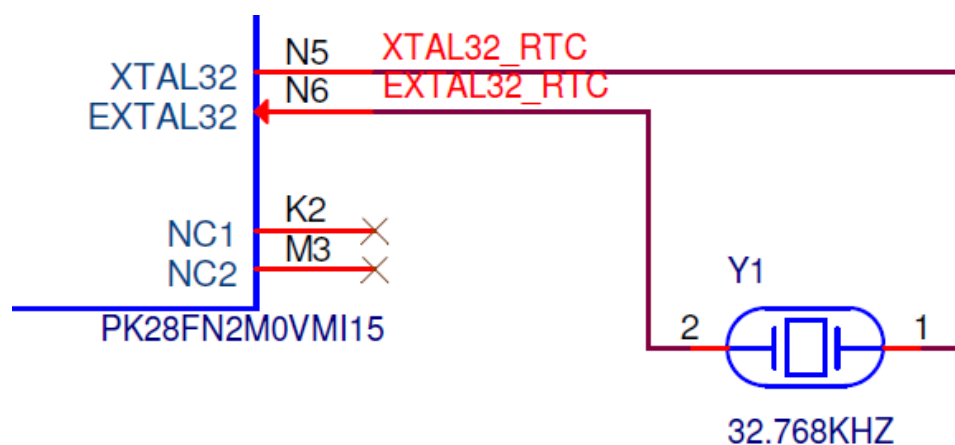 N5 XTAL32_RTC
XTAL32
N6 EXTAL32_RTC
EXTAL32
K2
NC1
M3
NC2
Y1
PK28FN2M0VMI15
2 1
32.768KHZ